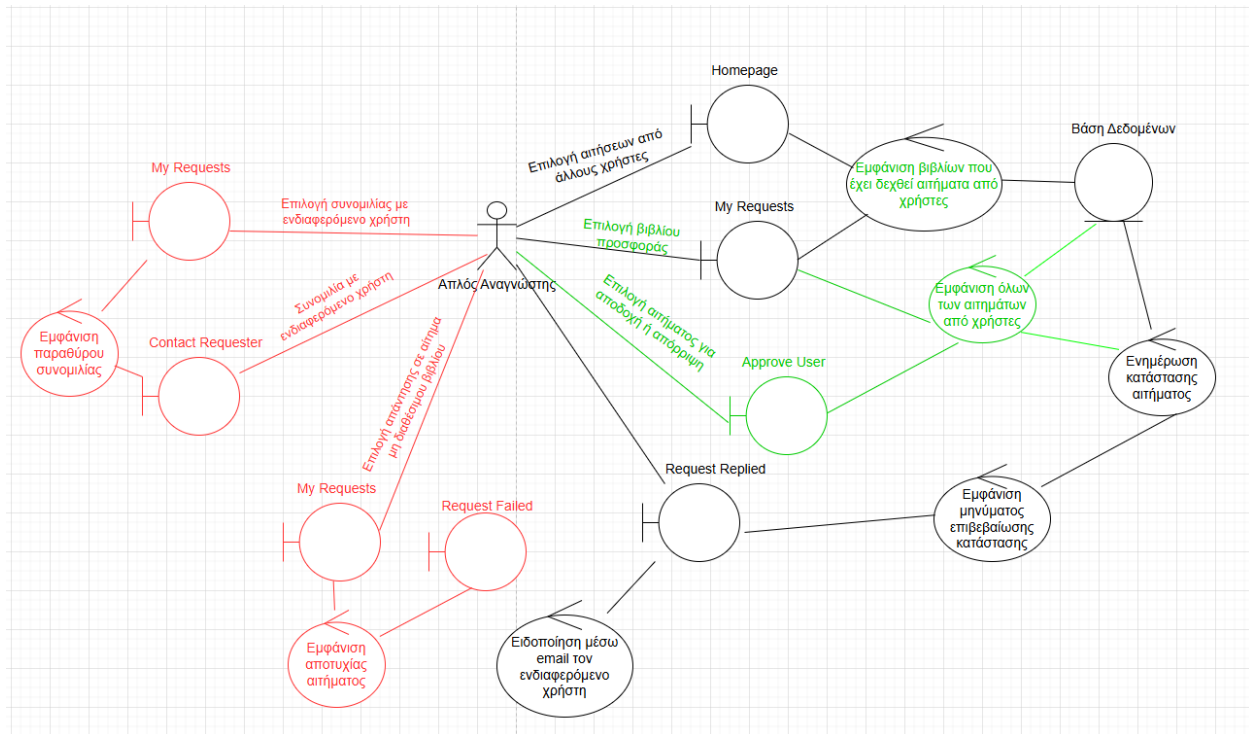 Homepage
Βάση Δεδομένων
Επιλογή αιτήσεων από
άλλους χρήστες
Εμφάνιση βιβλίων που
έχει δεχθεί αιτήματα από
χρήστες
My Requests
Επιλογή συνομιλίας με
ενδιαφερόμενο χρήστη
My Requests
Επιλογή βιβλίου
προσφοράς
Απλός Αναγνώστης
Συνομιλία με
ενδιαφερόμενο χρήστη
Επιλογή αιτήματος για
αποδοχή ή απόρριψη
Εμφάνιση όλων
των αιτημάτων
από χρήστες
Εμφάνιση
παραθύρου
συνομιλίας
Contact Requester
Approve User
Ενημέρωση
κατάστασης
αιτήματος
Επιλογή απάντησης σε αίτημα
μη διαθέσιμου βιβλίου
My Requests
Request Failed
Request Replied
Εμφάνιση
μηνύματος
επιβεβαίωσης
κατάστασης
Εμφάνιση
αποτυχίας
αιτήματος
Ειδοποίηση μέσω
email τον
ενδιαφερόμενο
χρήστη